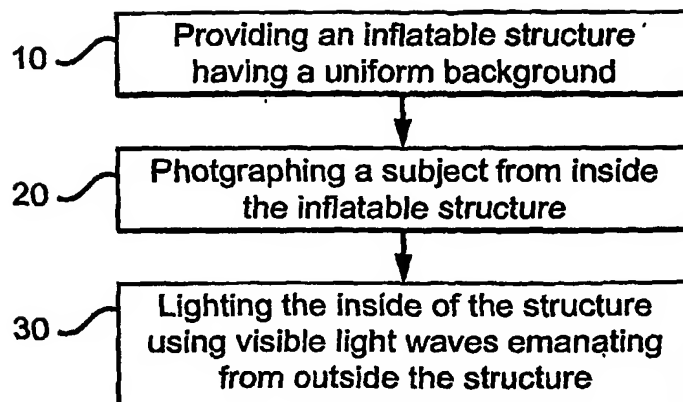 10
Providing an inflatable structure
having a uniform background
20
Photgraphing a subject from inside
the inflatable structure
30
Lighting the inside of the structure
using visible light waves emanating
from outside the structure